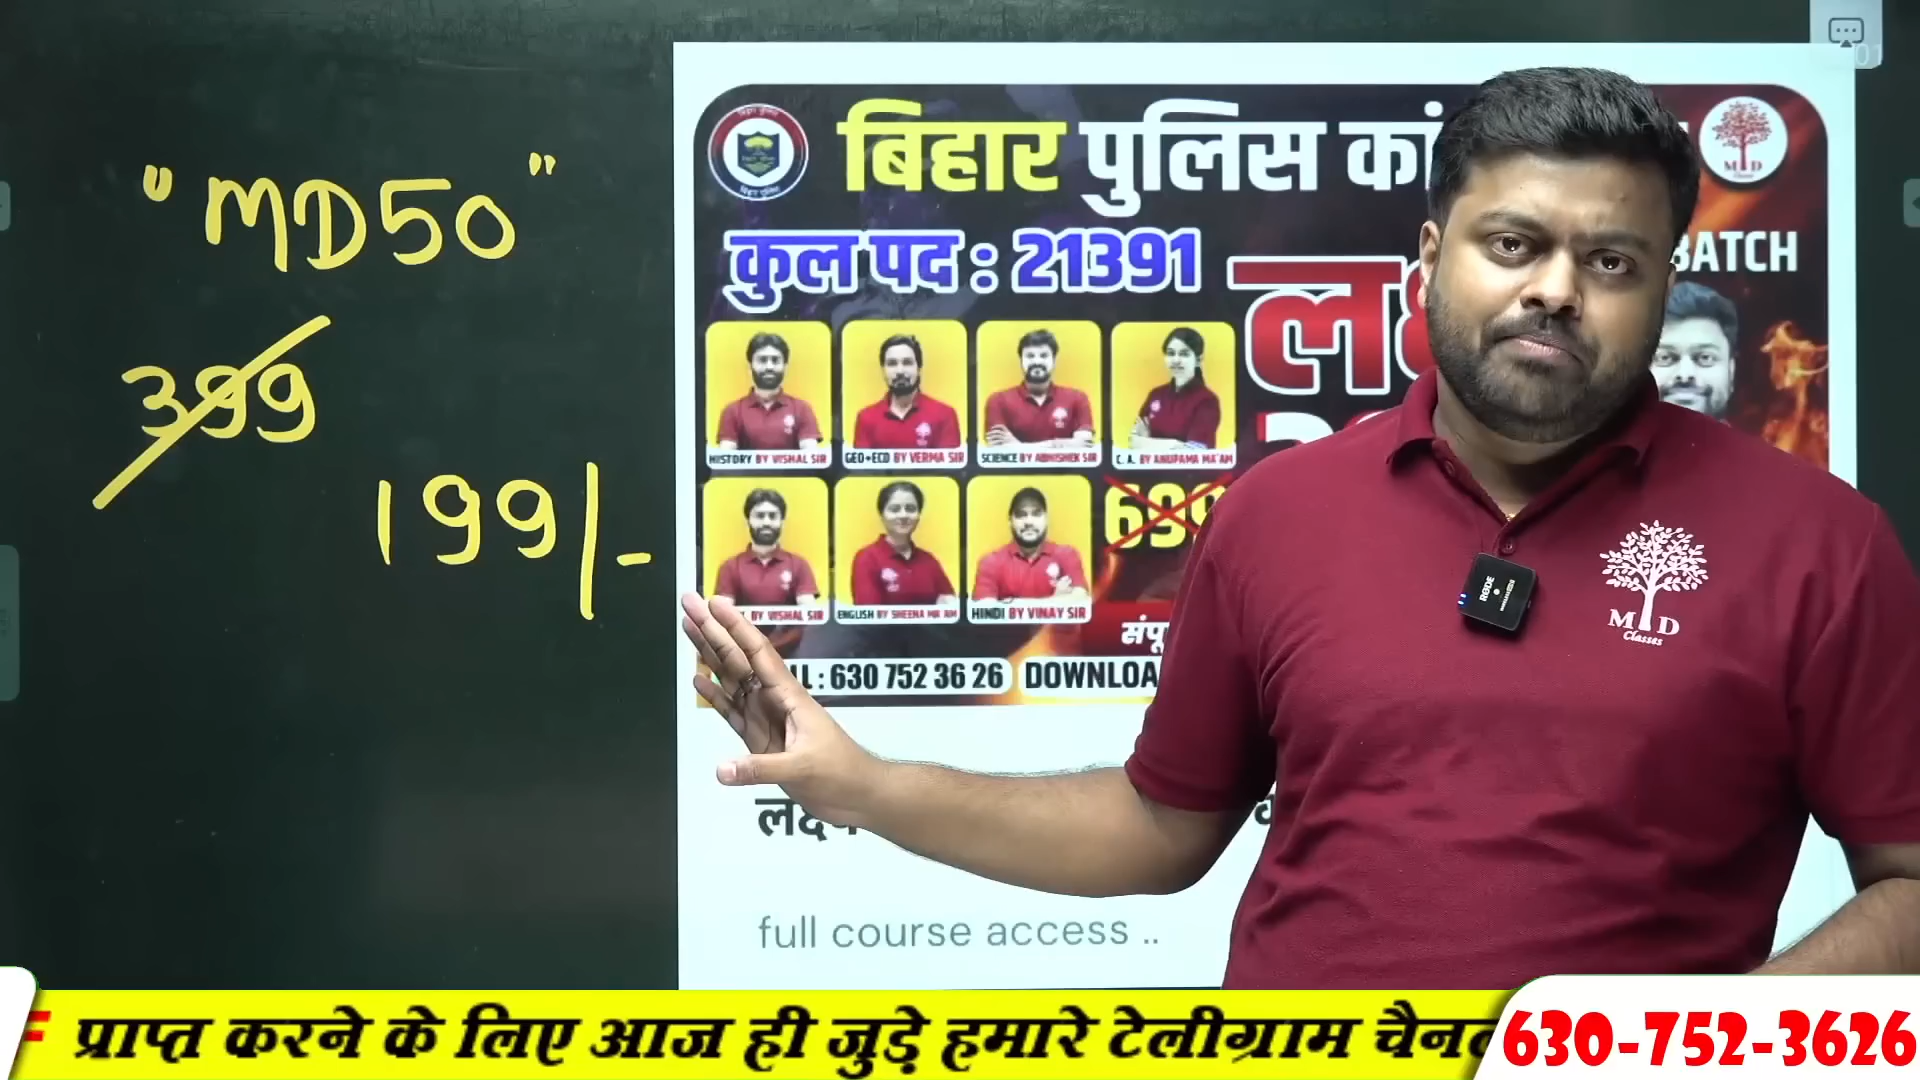 "MD50"
399
199/-
बिहार पुलिस
कुल पद : 21391
BATCH
M D
HISTORY BY VISHAL SIR
GEO+ECO BY VERMA SIR
SCIENCE BY ABHISHEK SIR
C. A. BY ANUPAMA MA'AM
BY VISHAL SIR
ENGLISH BY SHEENA MA'AM
HINDI BY VINAY SIR
: 630 752 36 26
full course access ..
RØDE
M D
Classes
प्राप्त करने के लिए आज ही जुड़े हमारे टेलीग्राम
630-752-3626